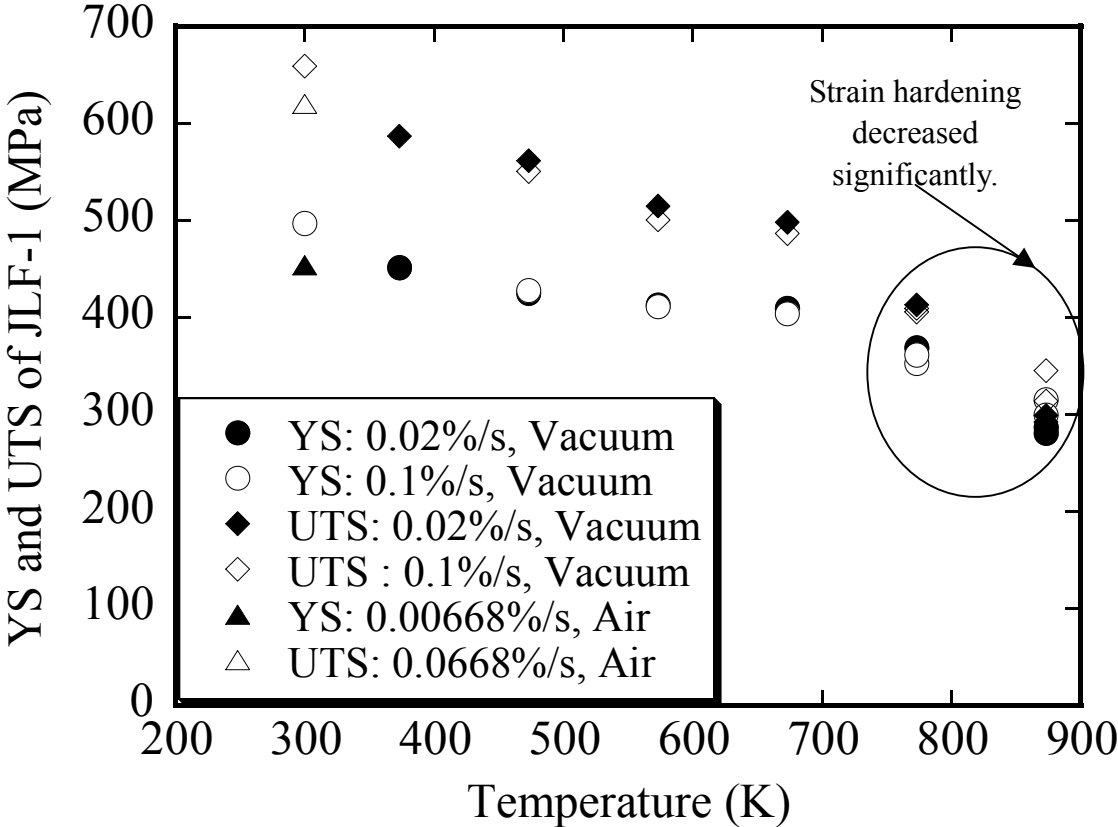 YS and UTS of JLF-1 (MPa)
700
600
500
400
300
200
100
0
Strain hardening
decreased
significantly.
YS: 0.02%/s, Vacuum
YS: 0.1%/s, Vacuum
UTS: 0.02%/s, Vacuum
UTS : 0.1%/s, Vacuum
YS: 0.00668%/s, Air
UTS: 0.0668%/s, Air
200 300 400 500 600 700 800 900
Temperature (K)